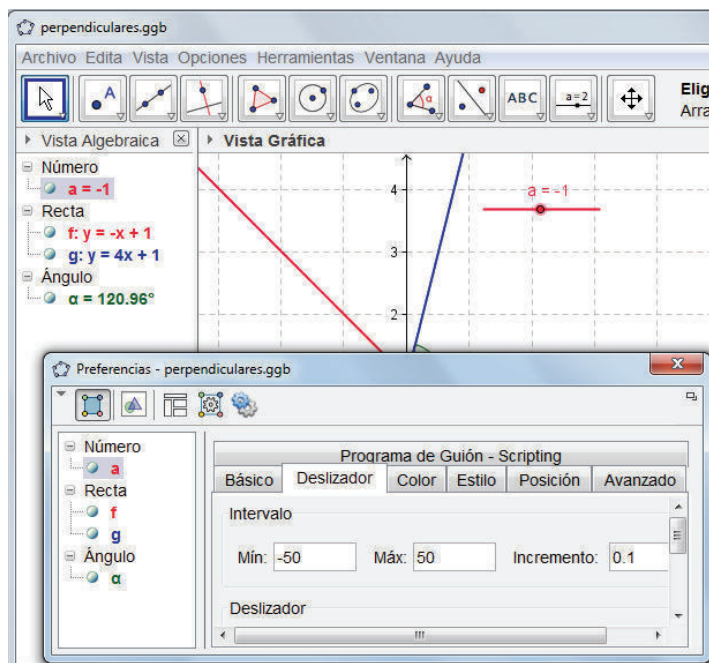 perpendiculares.ggb
Archivo Edita Vista Opciones Herramientas Ventana Ayuda
A
α
ABC
a=2
Elig
Arra
Vista Algebraica
Vista Gráfica
Número
a = -1
Recta
f: y = -x + 1
g: y = 4x + 1
Ángulo
α = 120.96°
4
3
2
a = -1
Preferencias - perpendiculares.ggb
Número
a
Recta
f
g
Ángulo
α
Programa de Guión - Scripting
Básico Deslizador Color Estilo Posición Avanzado
Intervalo
Mín: -50 Máx: 50 Incremento: 0.1
Deslizador